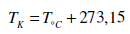 T_K = T_°C + 273,15